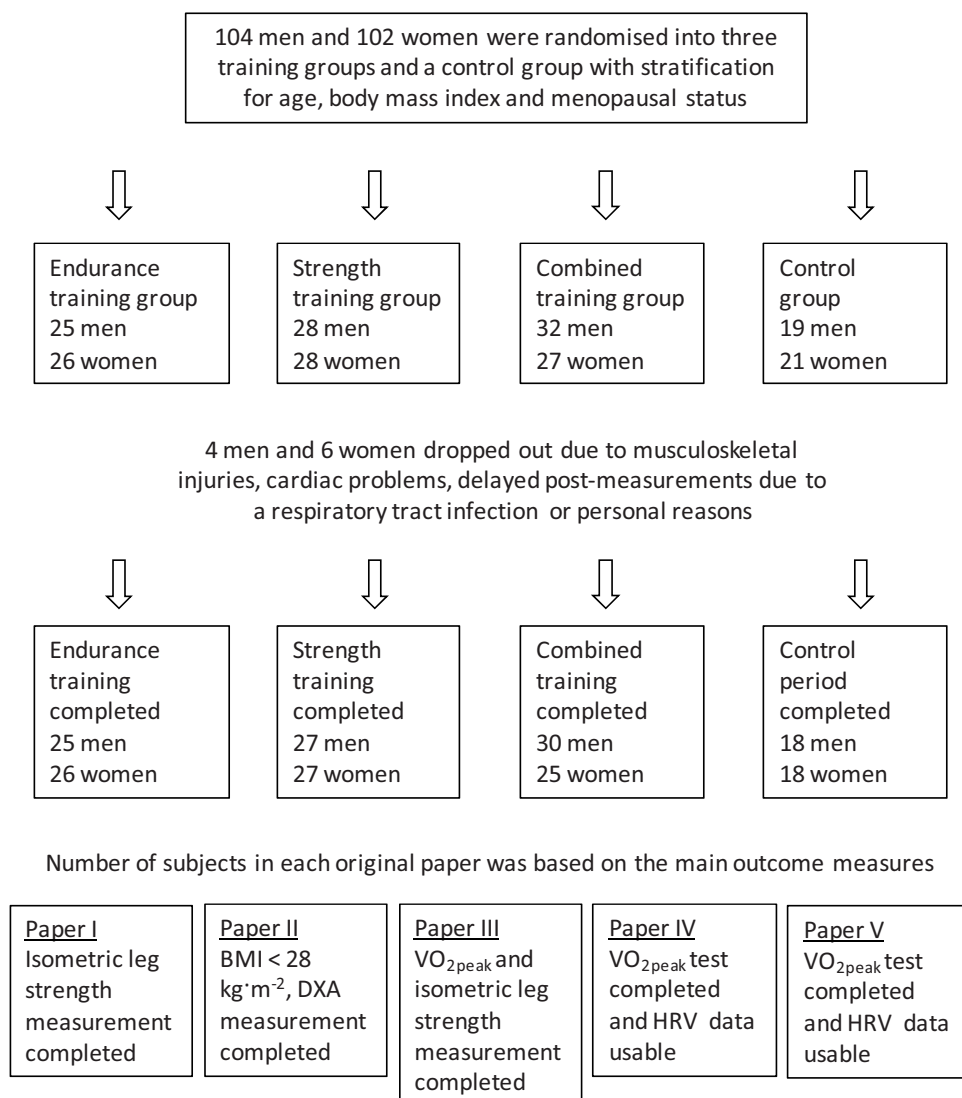 104 men and 102 women were randomised into three
training groups and a control group with stratification
for age, body mass index and menopausal status
Endurance
training group
25 men
26 women
Strength
training group
28 men
28 women
Combined
training group
32 men
27 women
Control
group
19 men
21 women
4 men and 6 women dropped out due to musculoskeletal
injuries, cardiac problems, delayed post-measurements due to
a respiratory tract infection or personal reasons
Endurance
training
completed
25 men
26 women
Strength
training
completed
27 men
27 women
Combined
training
completed
30 men
25 women
Control
period
completed
18 men
18 women
Number of subjects in each original paper was based on the main outcome measures
Paper I
Isometric leg
strength
measurement
completed
Paper II
BMI < 28
kg·m⁻², DXA
measurement
completed
Paper III
VO₂peak and
isometric leg
strength
measurement
completed
Paper IV
VO₂peak test
completed
and HRV data
usable
Paper V
VO₂peak test
completed
and HRV data
usable